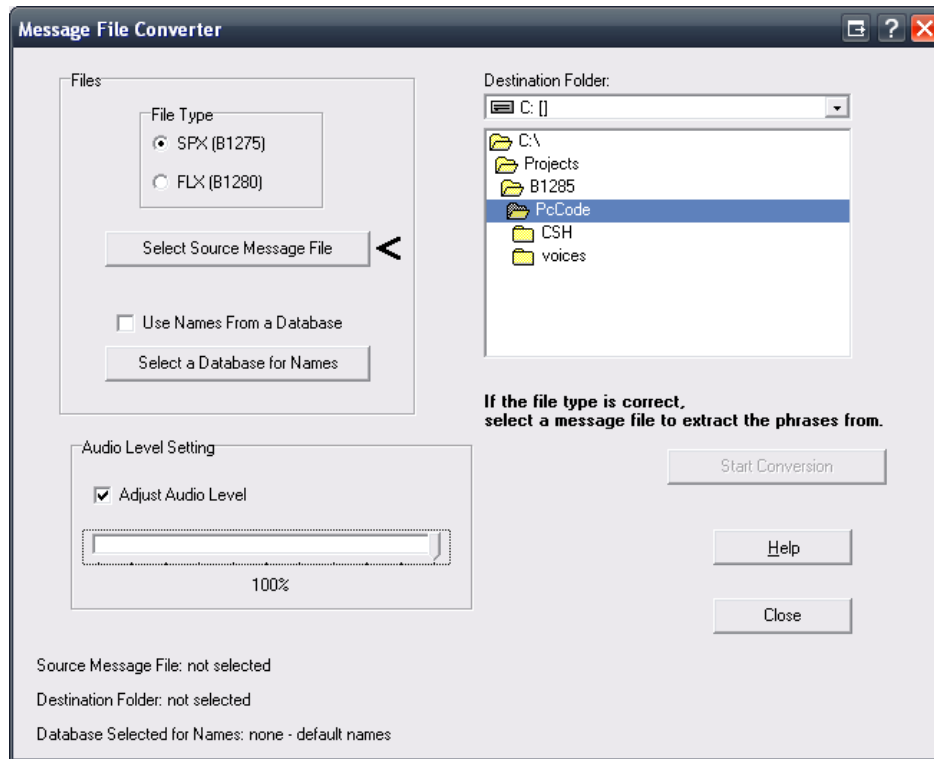 Message File Converter
Files
File Type
SPX (B1275)
FLX (B1280)
Select Source Message File <
Use Names From a Database
Select a Database for Names
Audio Level Setting
Adjust Audio Level
100%
Destination Folder:
C: []
C:\
Projects
B1285
PcCode
CSH
voices
If the file type is correct,
select a message file to extract the phrases from.
Start Conversion
Help
Close
Source Message File: not selected
Destination Folder: not selected
Database Selected for Names: none - default names